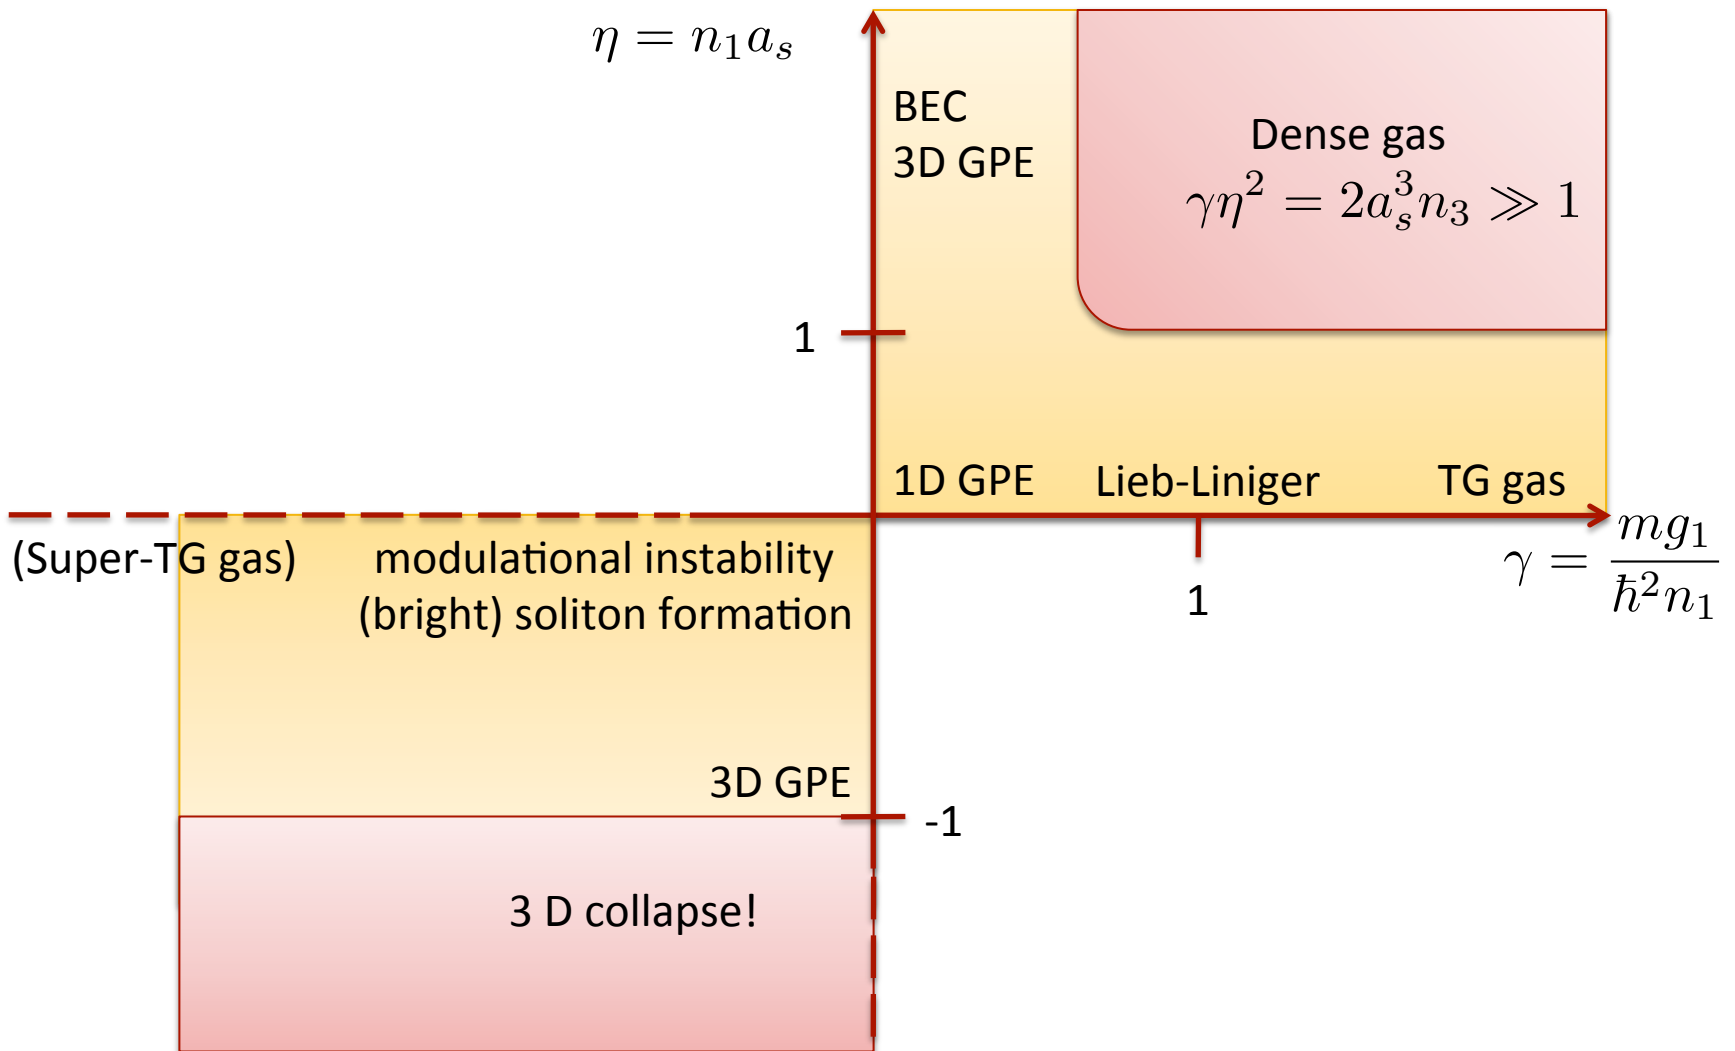 η = n₁aₛ
BEC
3D GPE
Dense gas
γη² = 2aₛ³n₃ ≫ 1
1
1D GPE
Lieb-Liniger
TG gas
(Super-TG gas)
modulational instability
(bright) soliton formation
1
γ = mg₁/ħ²n₁
3D GPE
-1
3 D collapse!